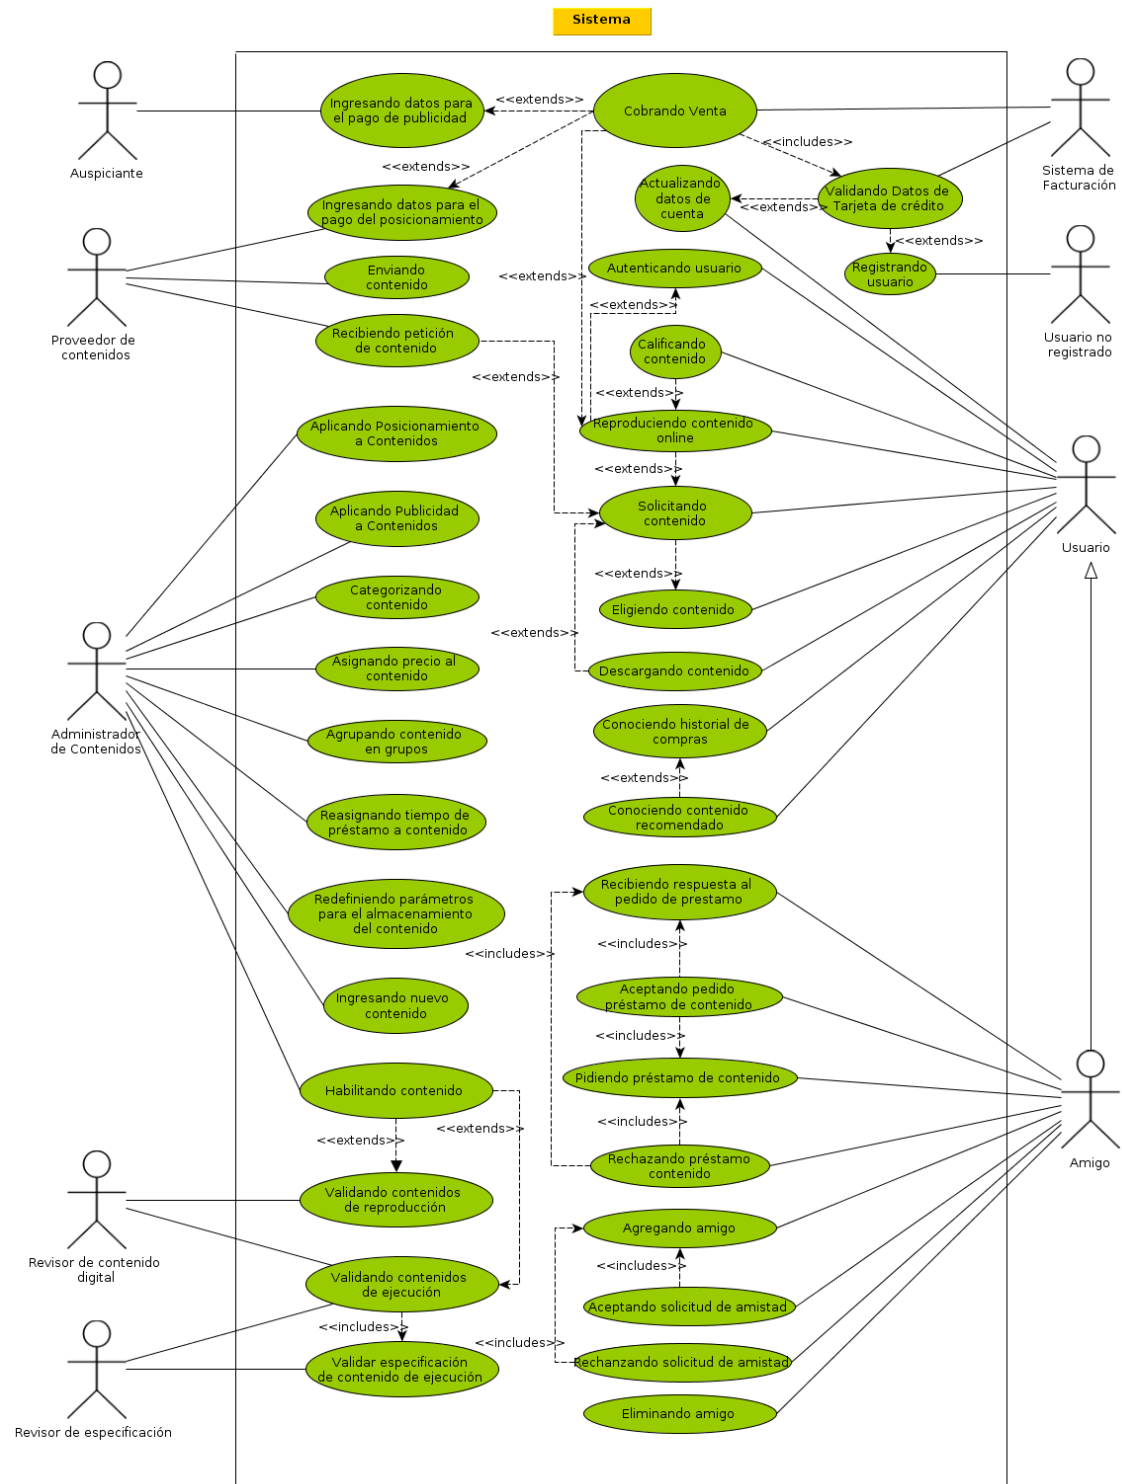 Sistema
Auspiciante
Ingresando datos para
el pago de publicidad
<<extends>>
Cobrando Venta
Sistema de
Facturación
<<extends>>
<<includes>>
Ingresando datos para el
pago del posicionamiento
Actualizando
datos de
cuenta
<<extends>>
Validando Datos de
Tarjeta de crédito
<<extends>>
Proveedor de
contenidos
Enviando
contenido
<<extends>>
Autenticando usuario
Registrando
usuario
Usuario no
registrado
<<extends>>
Recibiendo petición
de contenido
Calificando
contenido
<<extends>>
<<extends>>
Aplicando Posicionamiento
a Contenidos
Reproduciendo contenido
online
<<extends>>
Aplicando Publicidad
a Contenidos
Solicitando
contenido
Usuario
<<extends>>
Categorizando
contenido
Eligiendo contenido
<<extends>>
Asignando precio al
contenido
Descargando contenido
Administrador
de Contenidos
Agrupando contenido
en grupos
Conociendo historial de
compras
<<extends>>
Reasignando tiempo de
préstamo a contenido
Conociendo contenido
recomendado
Redefiniendo parámetros
para el almacenamiento
del contenido
Recibiendo respuesta al
pedido de prestamo
<<includes>>
<<includes>>
Ingresando nuevo
contenido
Aceptando pedido
préstamo de contenido
<<includes>>
Habilitando contenido
Pidiendo préstamo de contenido
<<extends>>
<<extends>>
<<includes>>
Rechazando préstamo
contenido
Amigo
Revisor de contenido
digital
Validando contenidos
de reproducción
Agregando amigo
<<includes>>
Validando contenidos
de ejecución
Aceptando solicitud de amistad
<<includes>>
<<includes>>
Validar especificación
de contenido de ejecución
Rechanzando solicitud de amistad
Revisor de especificación
Eliminando amigo